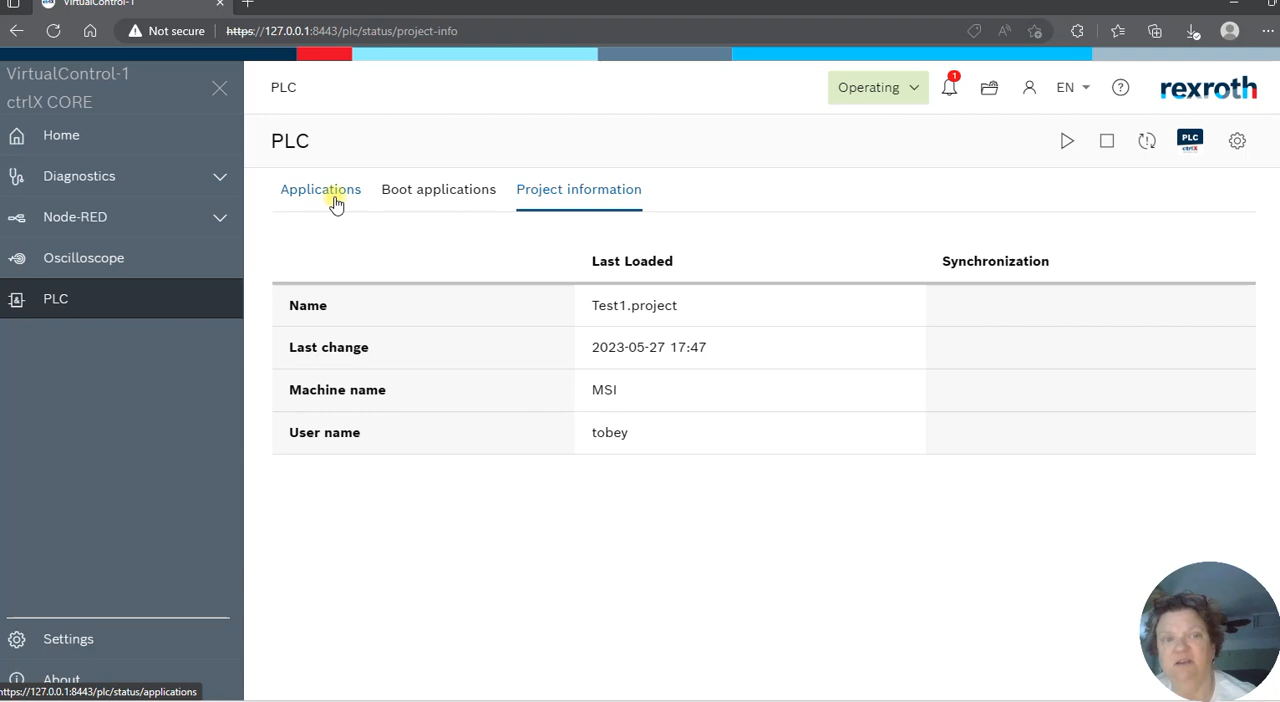 VirtualControl-1
Not secure
https://127.0.0.1:8443/plc/status/project-info
VirtualControl-1
ctrlX CORE
Home
Diagnostics
Node-RED
Oscilloscope
PLC
Settings
About
https://127.0.0.1:8443/plc/status/applications
PLC
Operating
1
EN
rexroth
PLC
PLC
ctrlX
Applications
Boot applications
Project information
Last Loaded
Synchronization
Name
Test1.project
Last change
2023-05-27 17:47
Machine name
MSI
User name
tobey